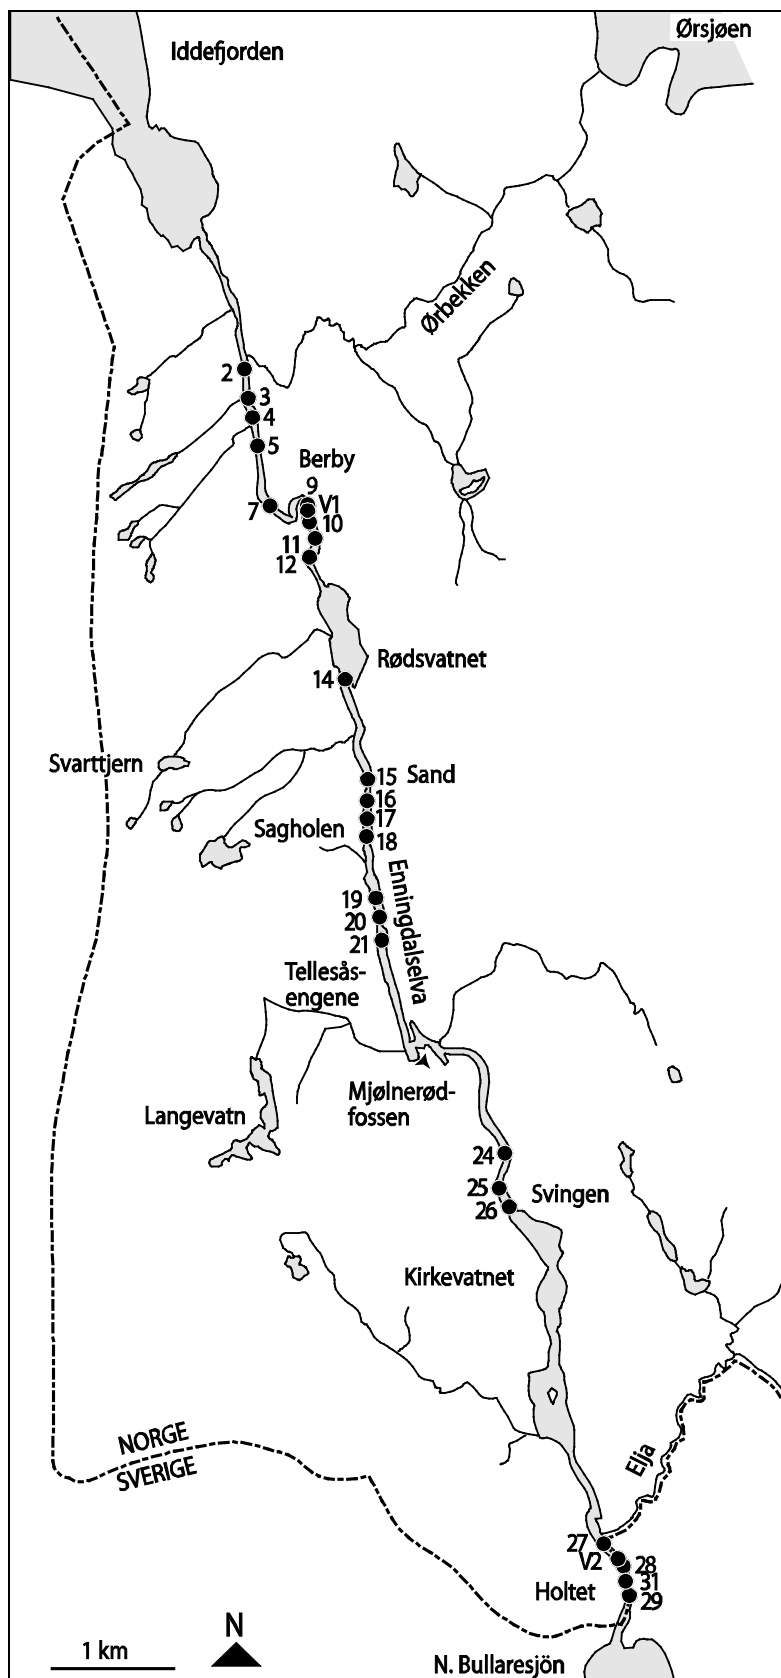 Ørsjøen
Iddefjorden
Ørbekken
2
3
4
5
Berby
9
V1
7
10
11
12
Rødsvatnet
14
Svarttjern
15 Sand
16
17
Sagholen
18
Enningdalselva
19
20
21
Tellesås-
engene
Mjølnerød-
fossen
Langevatn
24
25
Svingen
26
Kirkevatnet
NORGE
SVERIGE
Elja
27
V2
28
31
Holtet
29
N
1 km
N. Bullaresjön